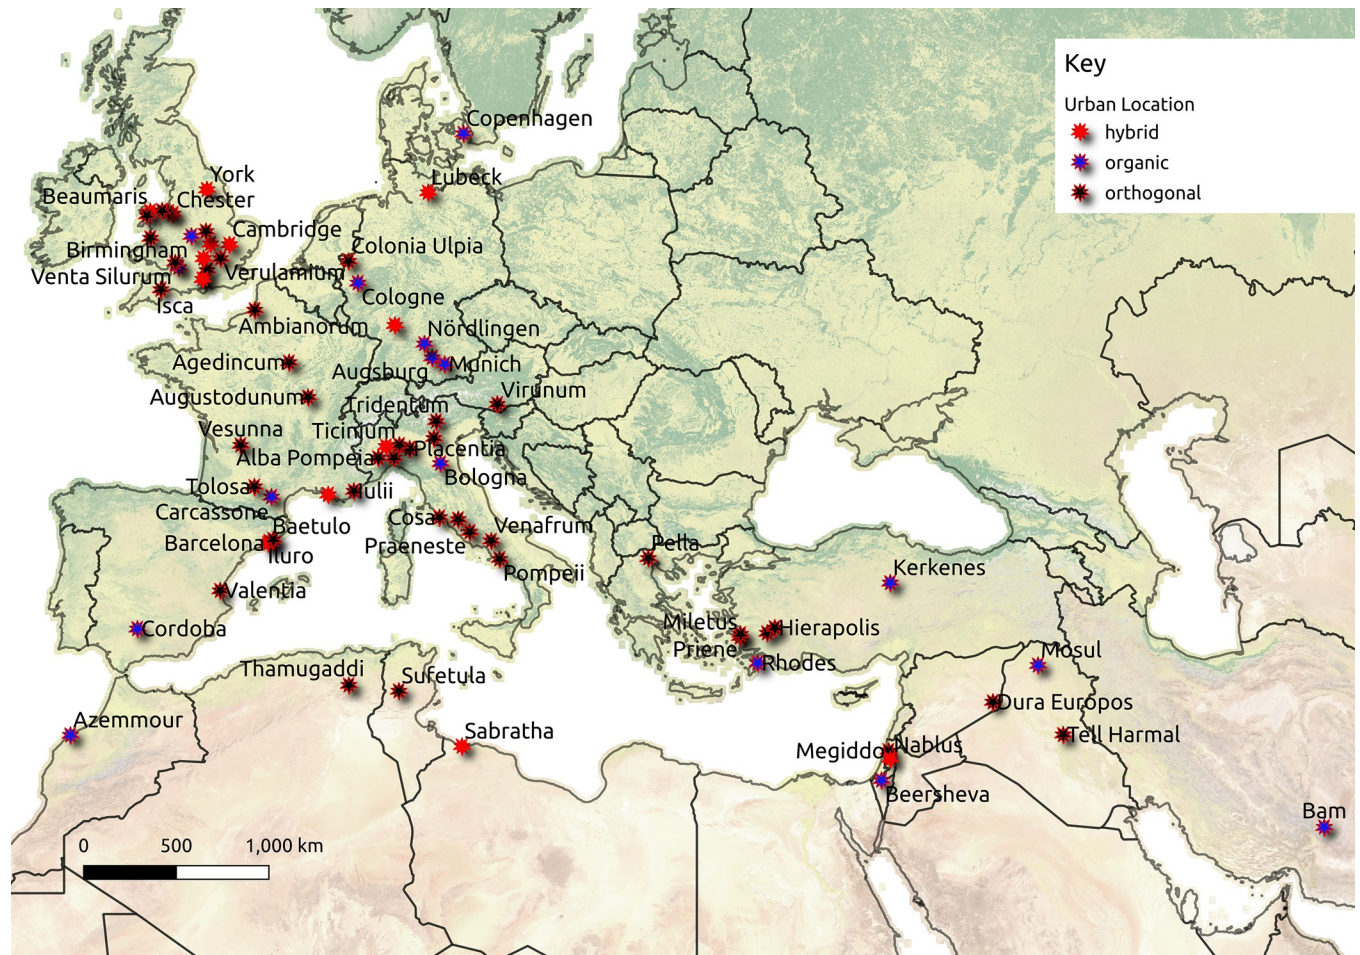 Key
Urban Location
hybrid
organic
orthogonal
Copenhagen
York
Lubeck
Beaumaris
Chester
Cambridge
Birmingham
Colonia Ulpia
Venta Silurum
Verulamium
Cologne
Isca
Ambianorum
Nördlingen
Agedincum
Augsburg
Munich
Augustodunum
Virunum
Tridentum
Vesunna
Ticinium
Placentia
Alba Pompeia
Bologna
Tolosa
Iulii
Carcassone
Baetulo
Cosa
Venafrum
Barcelona
Praeneste
Iluro
Pella
Pompeii
Kerkenes
Valentia
Cordoba
Miletus
Hierapolis
Priene
Mosul
Rhodes
Thamugaddi
Sufetula
Dura Europos
Azemmour
Sabratha
Tell Harmal
Megiddo
Nablus
Beersheva
Bam
0 500 1,000 km